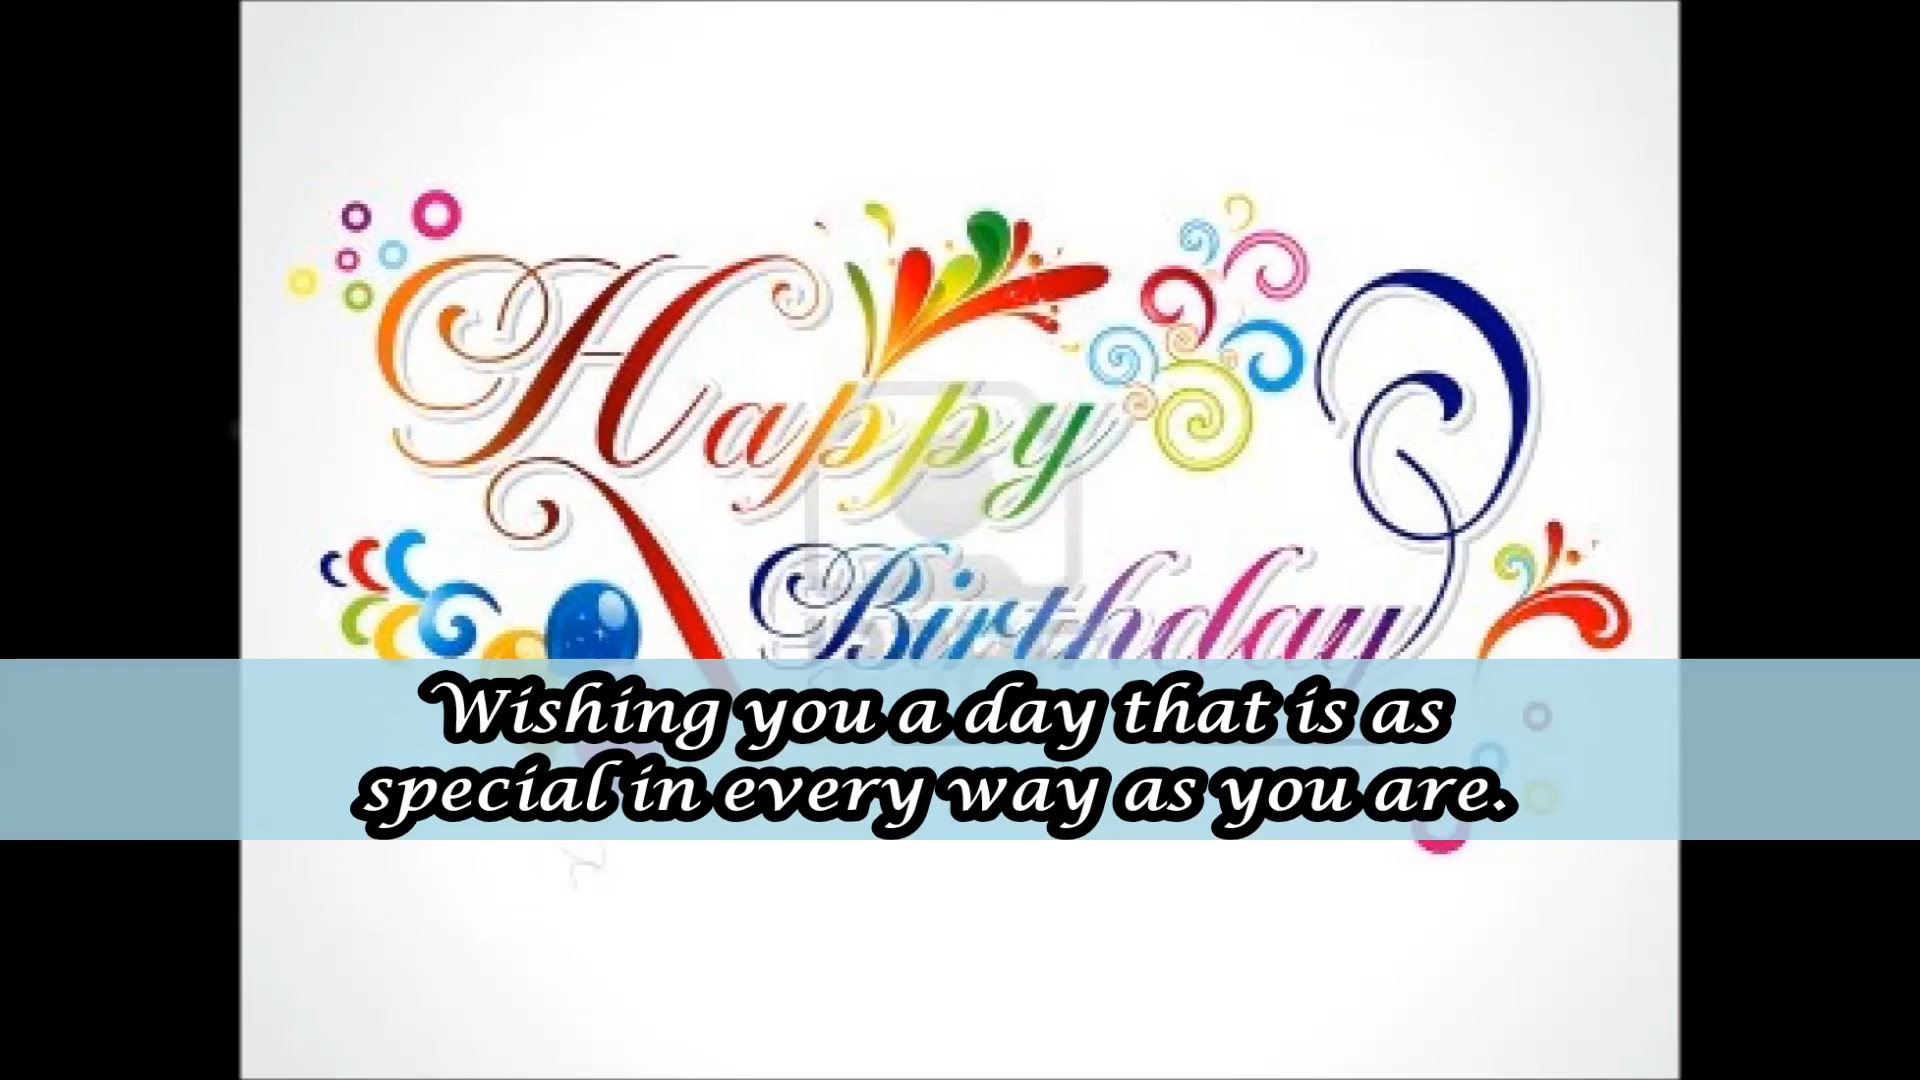 Happy
Birthday
Wishing you a day that is as
special in every way as you are.